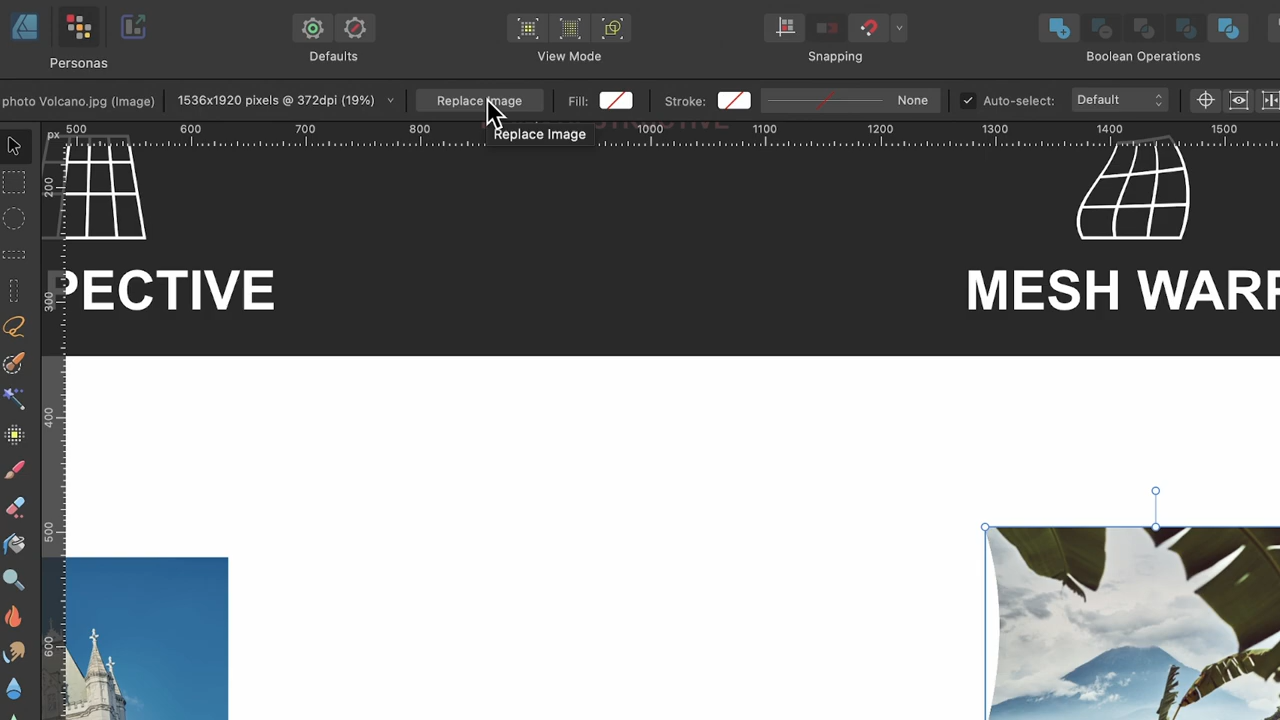 Personas
Defaults
View Mode
Snapping
Boolean Operations
photo Volcano.jpg (Image)
1536x1920 pixels @ 372dpi (19%)
Replace Image
Fill:
Stroke:
None
Auto-select:
Default
Replace Image
px
500
600
700
800
1000
1100
1200
1300
1400
1500
200
300
400
500
600
PECTIVE
MESH WARP